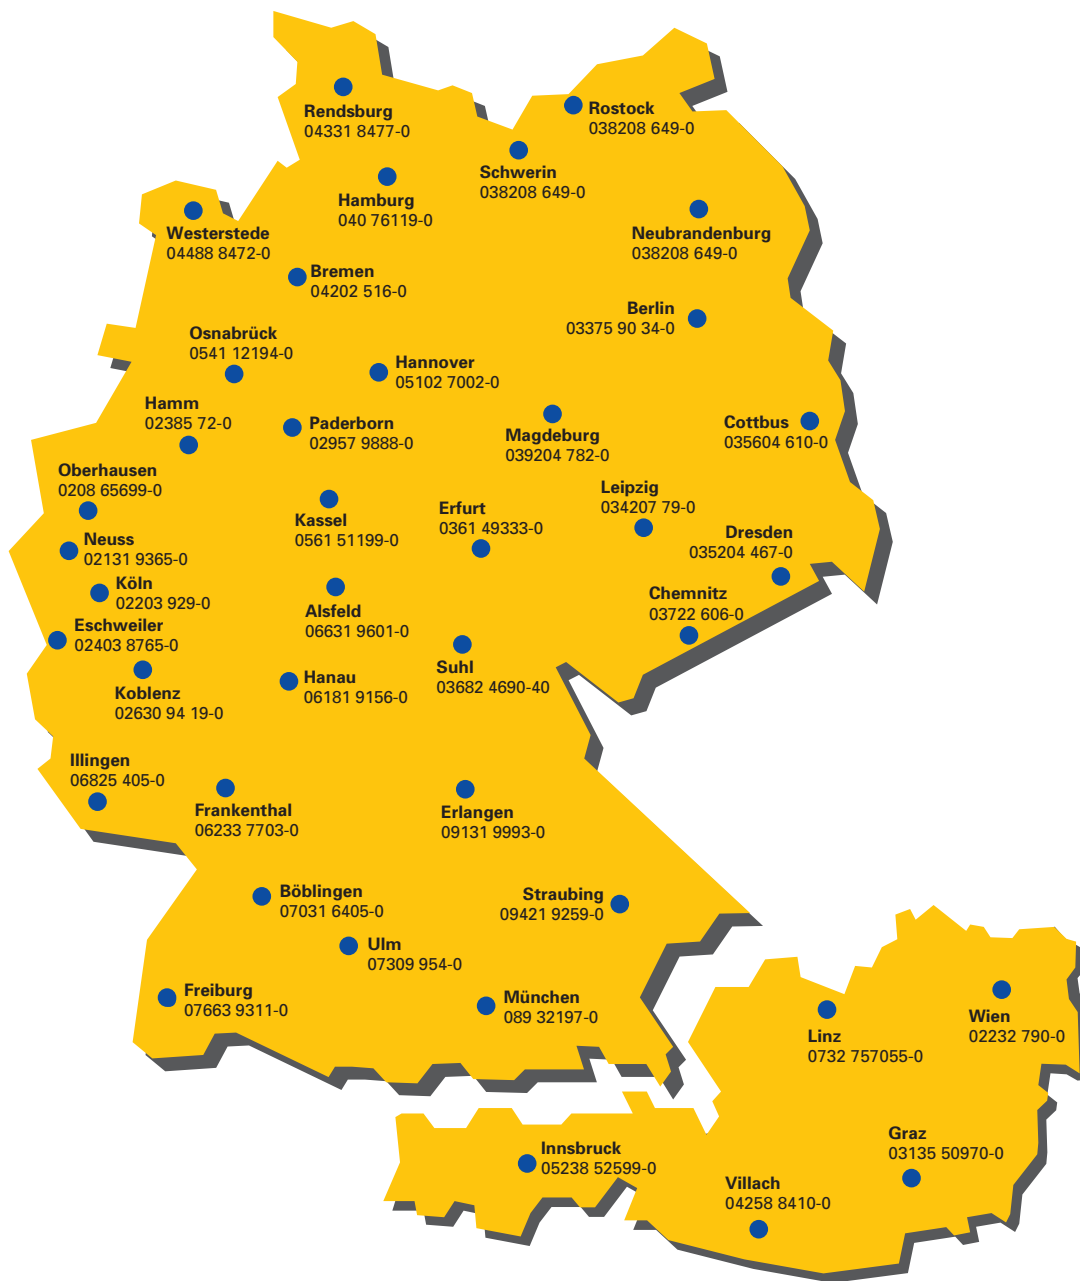 Rendsburg
04331 8477-0
Rostock
038208 649-0
Schwerin
038208 649-0
Hamburg
040 76119-0
Westerstede
04488 8472-0
Neubrandenburg
038208 649-0
Bremen
04202 516-0
Berlin
03375 90 34-0
Osnabrück
0541 12194-0
Hannover
05102 7002-0
Hamm
02385 72-0
Paderborn
02957 9888-0
Magdeburg
039204 782-0
Cottbus
035604 610-0
Oberhausen
0208 65699-0
Kassel
0561 51199-0
Erfurt
0361 49333-0
Leipzig
034207 79-0
Dresden
035204 467-0
Neuss
02131 9365-0
Köln
02203 929-0
Alsfeld
06631 9601-0
Chemnitz
03722 606-0
Eschweiler
02403 8765-0
Koblenz
02630 94 19-0
Hanau
06181 9156-0
Suhl
03682 4690-40
Illingen
06825 405-0
Frankenthal
06233 7703-0
Erlangen
09131 9993-0
Böblingen
07031 6405-0
Straubing
09421 9259-0
Ulm
07309 954-0
Freiburg
07663 9311-0
München
089 32197-0
Linz
0732 757055-0
Wien
02232 790-0
Innsbruck
05238 52599-0
Graz
03135 50970-0
Villach
04258 8410-0